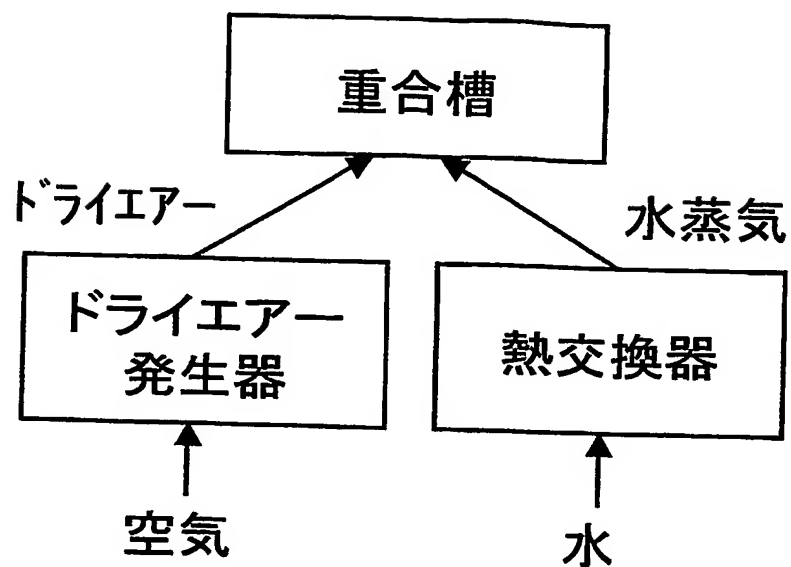 重合槽
ドライエアー
水蒸気
ドライエアー
発生器
熱交換器
空気
水